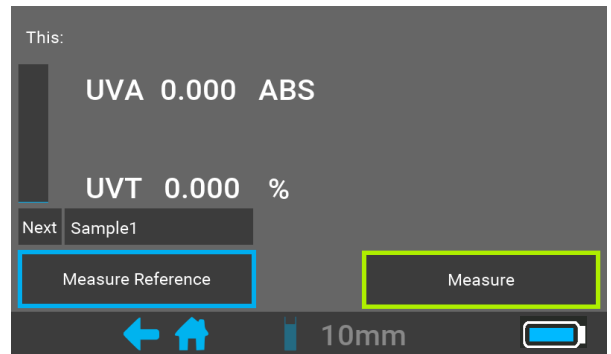 This:
UVA 0.000 ABS
UVT 0.000 %
Next Sample1
Measure Reference Measure
10mm